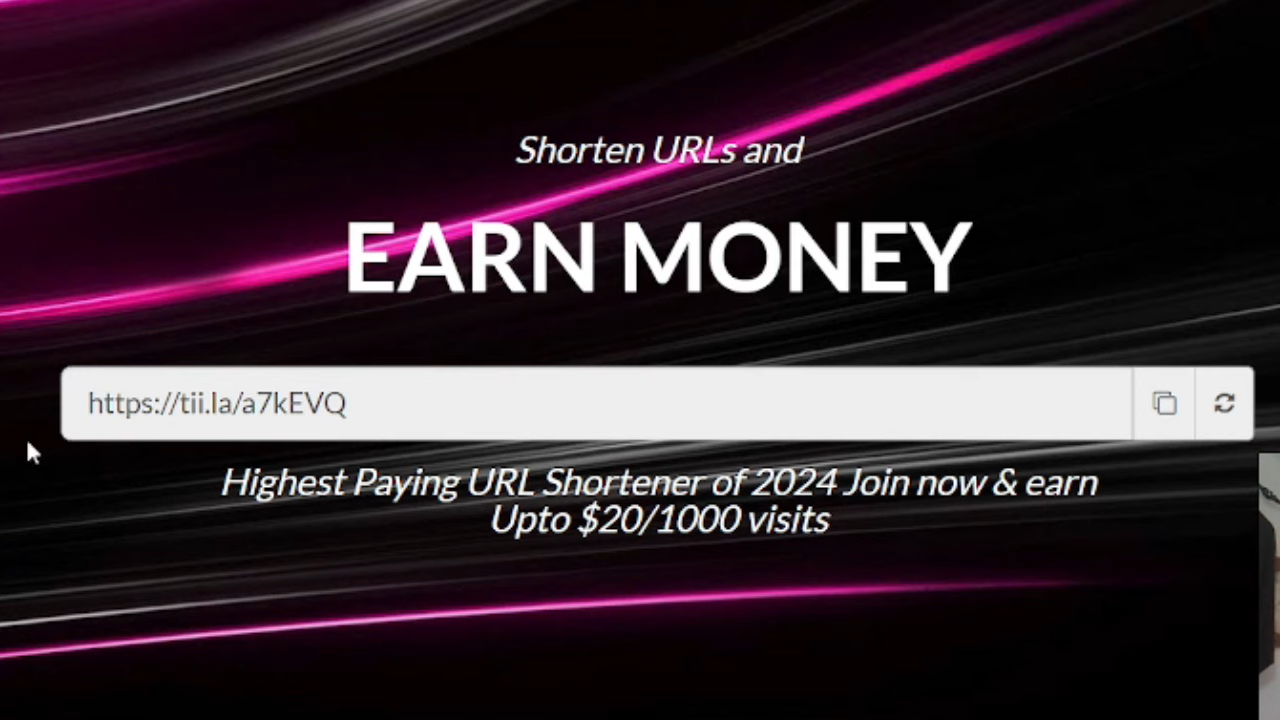 Shorten URLs and
EARN MONEY
https://tii.la/a7kEVQ
Highest Paying URL Shortener of 2024 Join now & earn
Upto $20/1000 visits